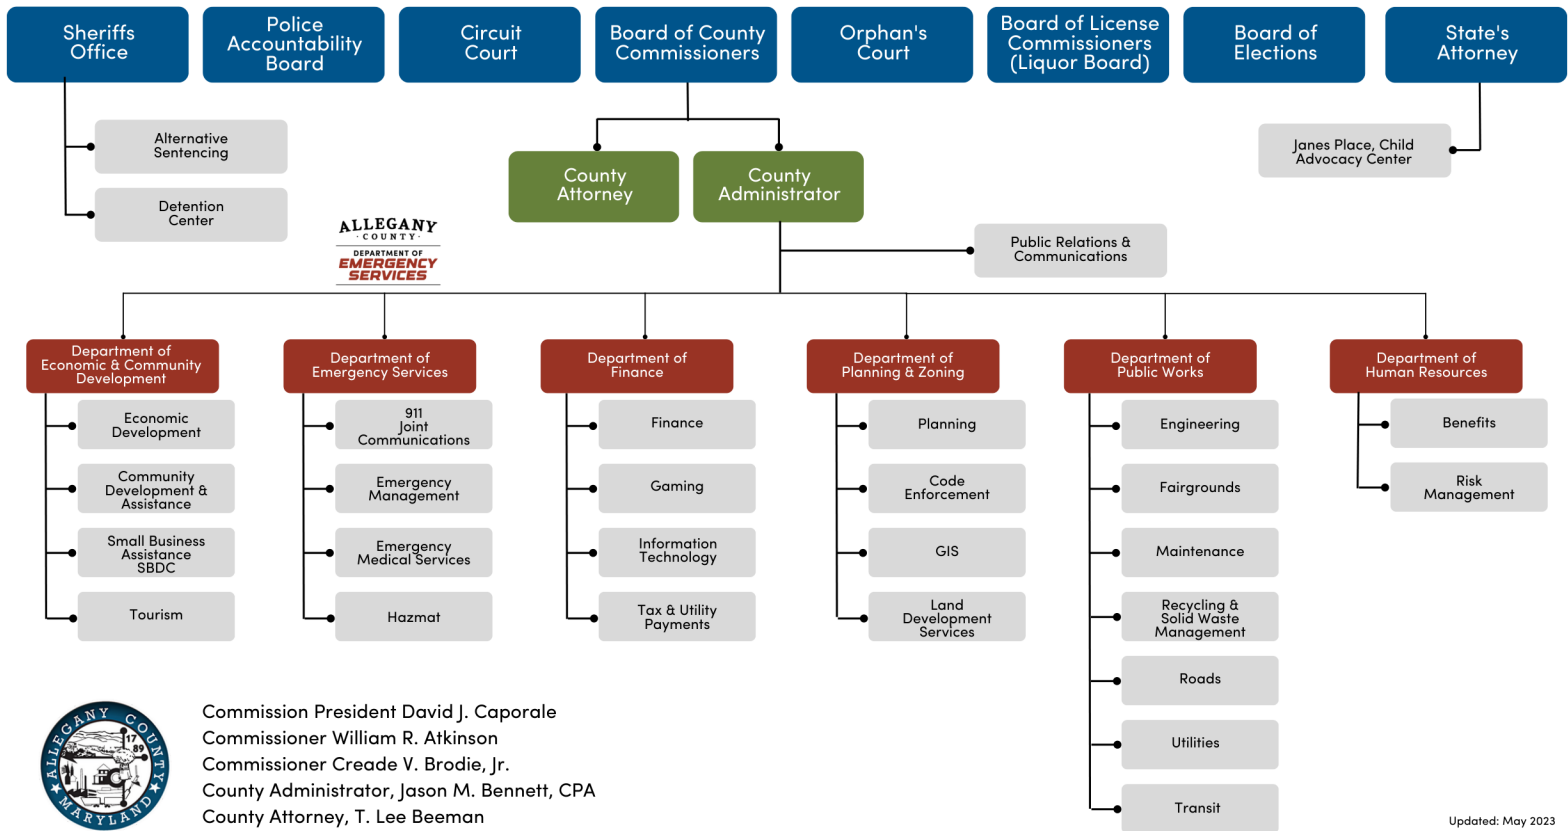 Sheriffs
Office
Police
Accountability
Board
Circuit
Court
Board of County
Commissioners
Orphan's
Court
Board of License
Commissioners
(Liquor Board)
Board of
Elections
State's
Attorney
Alternative
Sentencing
Detention
Center
County
Attorney
County
Administrator
Janes Place, Child
Advocacy Center
ALLEGANY
· COUNTY ·
DEPARTMENT OF
EMERGENCY
SERVICES
Public Relations &
Communications
Department of
Economic & Community
Development
Economic
Development
Community
Development &
Assistance
Small Business
Assistance
SBDC
Tourism
Department of
Emergency Services
911
Joint
Communications
Emergency
Management
Emergency
Medical Services
Hazmat
Department of
Finance
Finance
Gaming
Information
Technology
Tax & Utility
Payments
Department of
Planning & Zoning
Planning
Code
Enforcement
GIS
Land
Development
Services
Department of
Public Works
Engineering
Fairgrounds
Maintenance
Recycling &
Solid Waste
Management
Roads
Utilities
Transit
Department of
Human Resources
Benefits
Risk
Management
ALLEGANY COUNTY
MARYLAND
17
89
Commission President David J. Caporale
Commissioner William R. Atkinson
Commissioner Creade V. Brodie, Jr.
County Administrator, Jason M. Bennett, CPA
County Attorney, T. Lee Beeman
Updated: May 2023